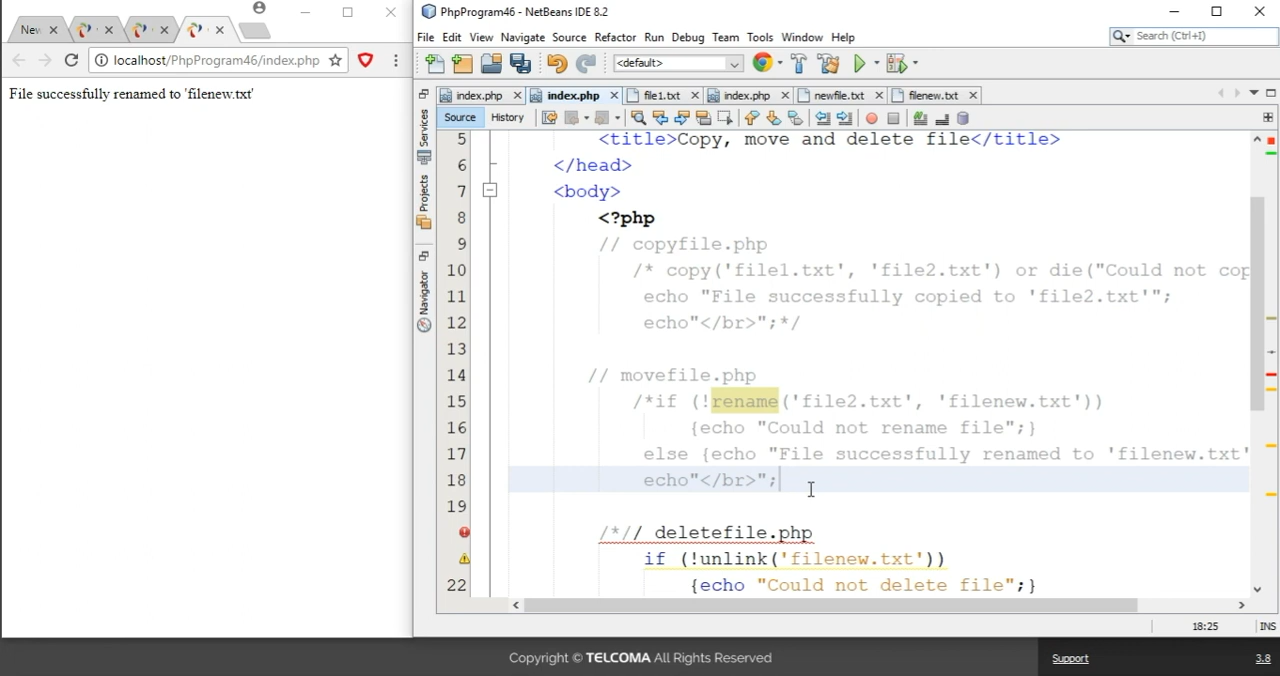 New
localhost/PhpProgram46/index.php
File successfully renamed to 'filenew.txt'
PhpProgram46 - NetBeans IDE 8.2
File Edit View Navigate Source Refactor Run Debug Team Tools Window Help
Search (Ctrl+I)
<default>
index.php
index.php
file1.txt
index.php
newfile.txt
filenew.txt
Source History
Services
Projects
Navigator
5 <title>Copy, move and delete file</title>
6 </head>
7 <body>
8 <?php
9 // copyfile.php
10 /* copy('file1.txt', 'file2.txt') or die("Could not cop
11 echo "File successfully copied to 'file2.txt'";
12 echo"</br>";*/
13
14 // movefile.php
15 /*if (!rename('file2.txt', 'filenew.txt'))
16 {echo "Could not rename file";}
17 else {echo "File successfully renamed to 'filenew.txt'
18 echo"</br>";
19
/*// deletefile.php
if (!unlink('filenew.txt'))
22 {echo "Could not delete file";}
18:25
INS
Copyright © TELCOMA All Rights Reserved
Support
3.8